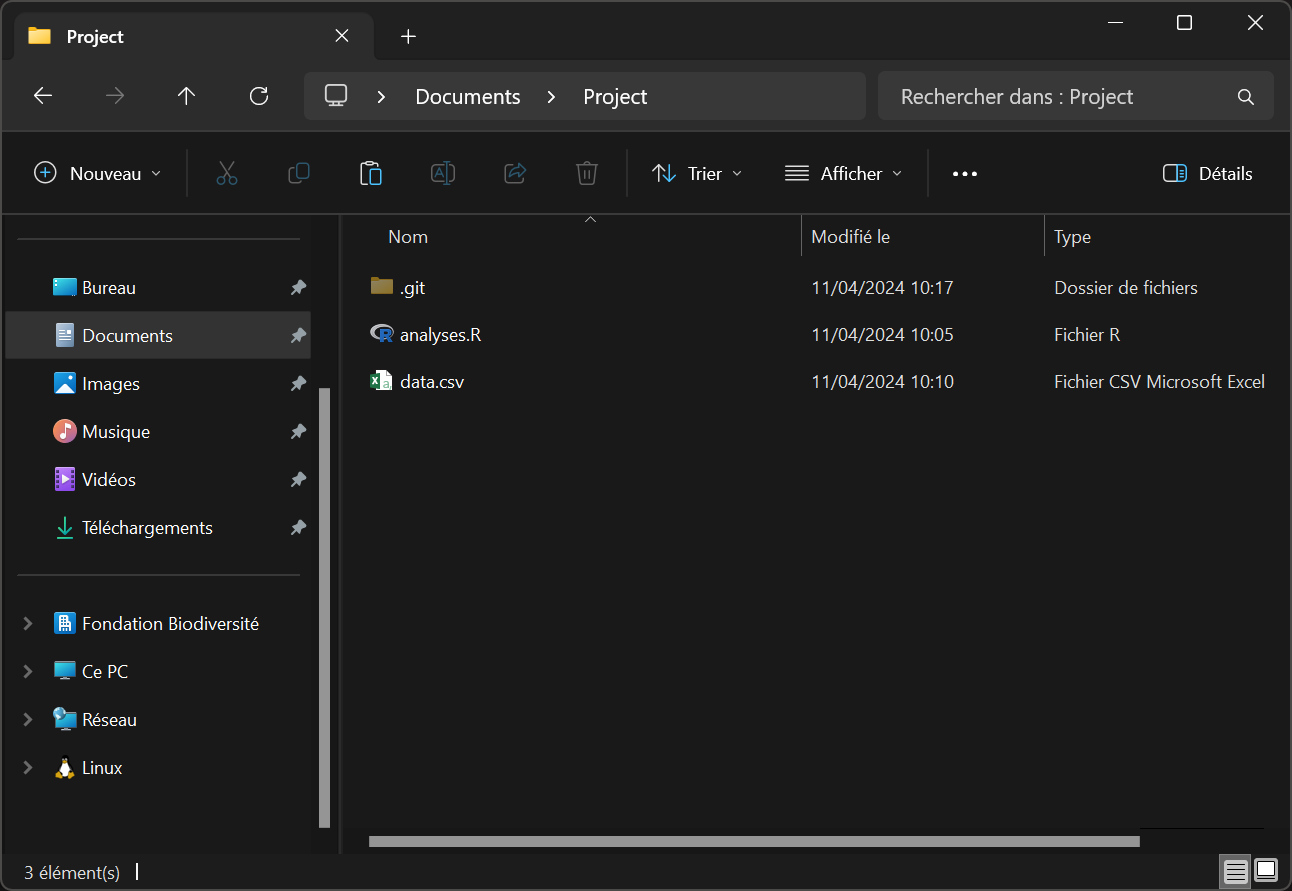 Project
Documents > Project
Rechercher dans : Project
Nouveau
Trier
Afficher
Détails
Nom Modifié le Type
.git 11/04/2024 10:17 Dossier de fichiers
analyses.R 11/04/2024 10:05 Fichier R
data.csv 11/04/2024 10:10 Fichier CSV Microsoft Excel
Bureau
Documents
Images
Musique
Vidéos
Téléchargements
Fondation Biodiversité
Ce PC
Réseau
Linux
3 élément(s)